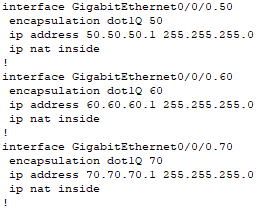 interface GigabitEthernet0/0/0.50
 encapsulation dot1Q 50
 ip address 50.50.50.1 255.255.255.0
 ip nat inside
!
interface GigabitEthernet0/0/0.60
 encapsulation dot1Q 60
 ip address 60.60.60.1 255.255.255.0
 ip nat inside
!
interface GigabitEthernet0/0/0.70
 encapsulation dot1Q 70
 ip address 70.70.70.1 255.255.255.0
 ip nat inside
!